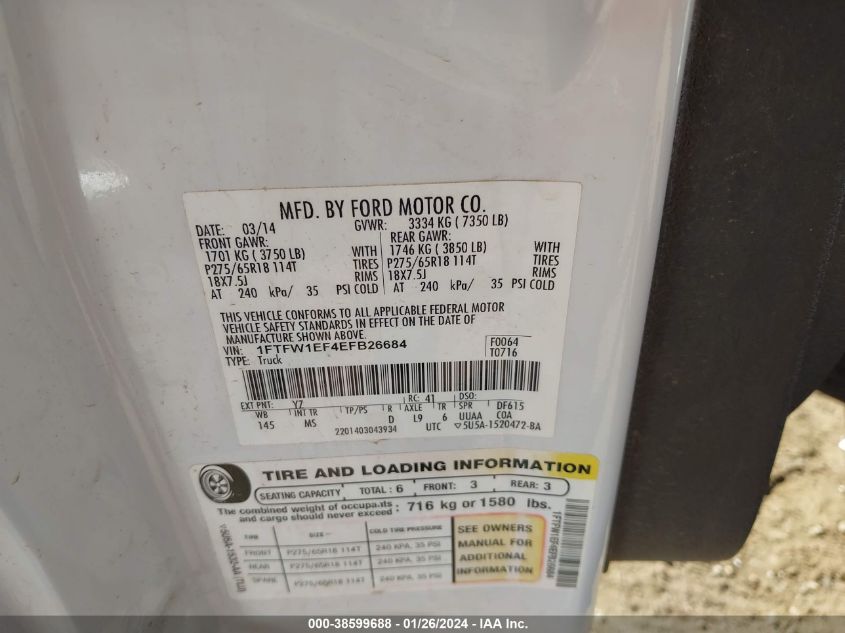 MFD. BY FORD MOTOR CO.
DATE: 03/14 GVWR: 3334 KG ( 7350 LB)
FRONT GAWR: REAR GAWR:
1701 KG ( 3750 LB) WITH 1746 KG ( 3850 LB) WITH
P275/65R18 114T TIRES P275/65R18 114T TIRES
18X7.5J RIMS 18X7.5J RIMS
AT 240 kPa/ 35 PSI COLD AT 240 kPa/ 35 PSI COLD
THIS VEHICLE CONFORMS TO ALL APPLICABLE FEDERAL MOTOR
VEHICLE SAFETY STANDARDS IN EFFECT ON THE DATE OF
MANUFACTURE SHOWN ABOVE.
VIN: 1FTFW1EF4EFB26684 F0064
TYPE: Truck T0716
EXT PNT: YZ RC: 41 DSO:
WB INT TR TP/PS R AXLE TR SPR DF615
145 MS D L9 6 UUAA C0A
2201403043934 UTC ▽5U5A-1520472-BA
TIRE AND LOADING INFORMATION
SEATING CAPACITY TOTAL: 6 FRONT: 3 REAR: 3
The combined weight of occupants
and cargo should never exceed : 716 kg or 1580 lbs.
TIRE SIZE COLD TIRE PRESSURE SEE OWNERS
FRONT P275/65R18 114T 240 KPA, 35 PSI MANUAL FOR
REAR P275/65R18 114T 240 KPA, 35 PSI ADDITIONAL
SPARE P275/65R18 114T 240 KPA, 35 PSI INFORMATION
1FTFW1EF4EFB26684
000-38599688 - 01/26/2024 - IAA Inc.